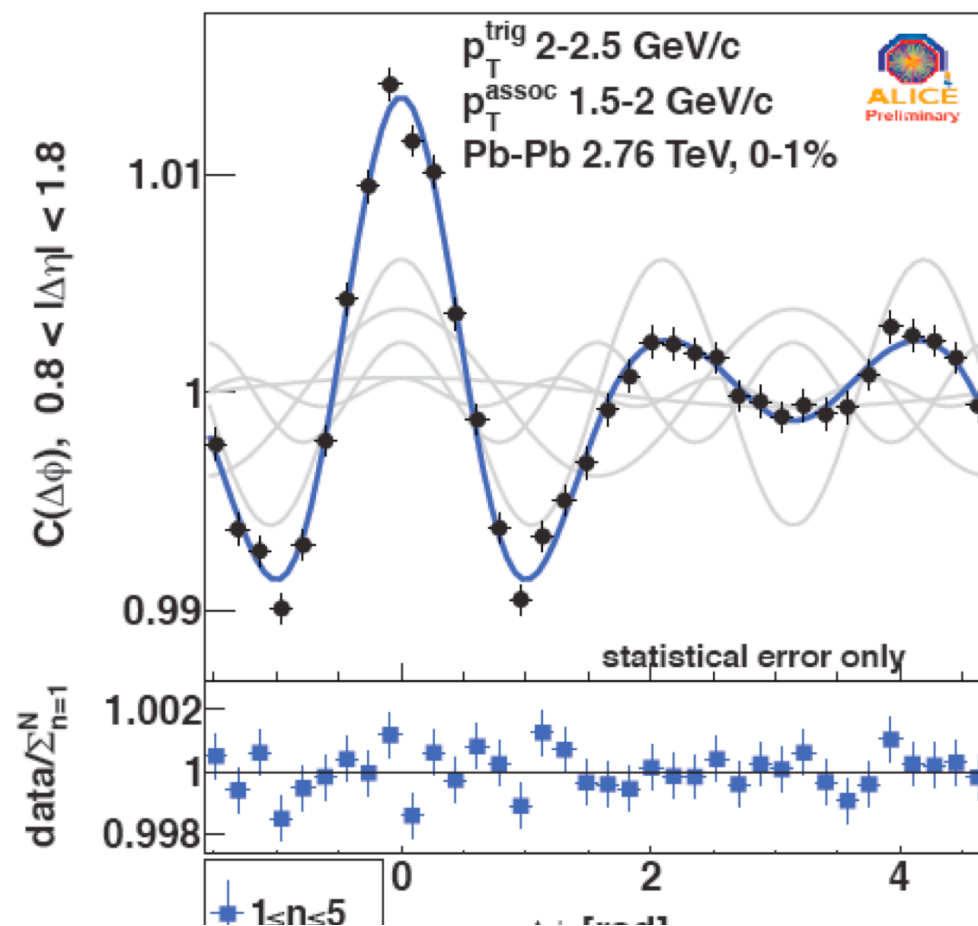 p_T^trig 2-2.5 GeV/c
p_T^assoc 1.5-2 GeV/c
Pb-Pb 2.76 TeV, 0-1%
ALICE
Preliminary
C(Δϕ), 0.8 < |Δη| < 1.8
1.01
1
0.99
statistical error only
data/Σ_{n=1}^N
1.002
1
0.998
0 2 4
1≤n≤5
[rad]